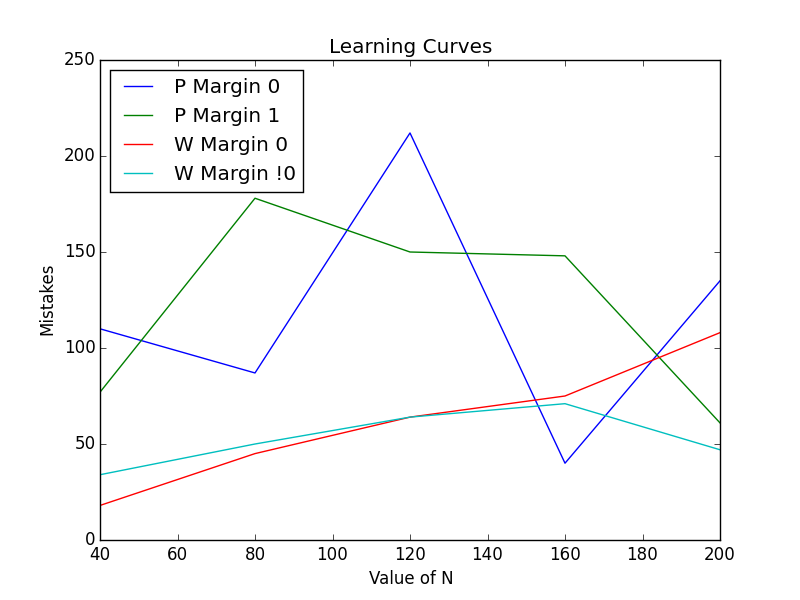 Learning Curves
250
200
150
100
50
0
Mistakes
P Margin 0
P Margin 1
W Margin 0
W Margin !0
40 60 80 100 120 140 160 180 200
Value of N